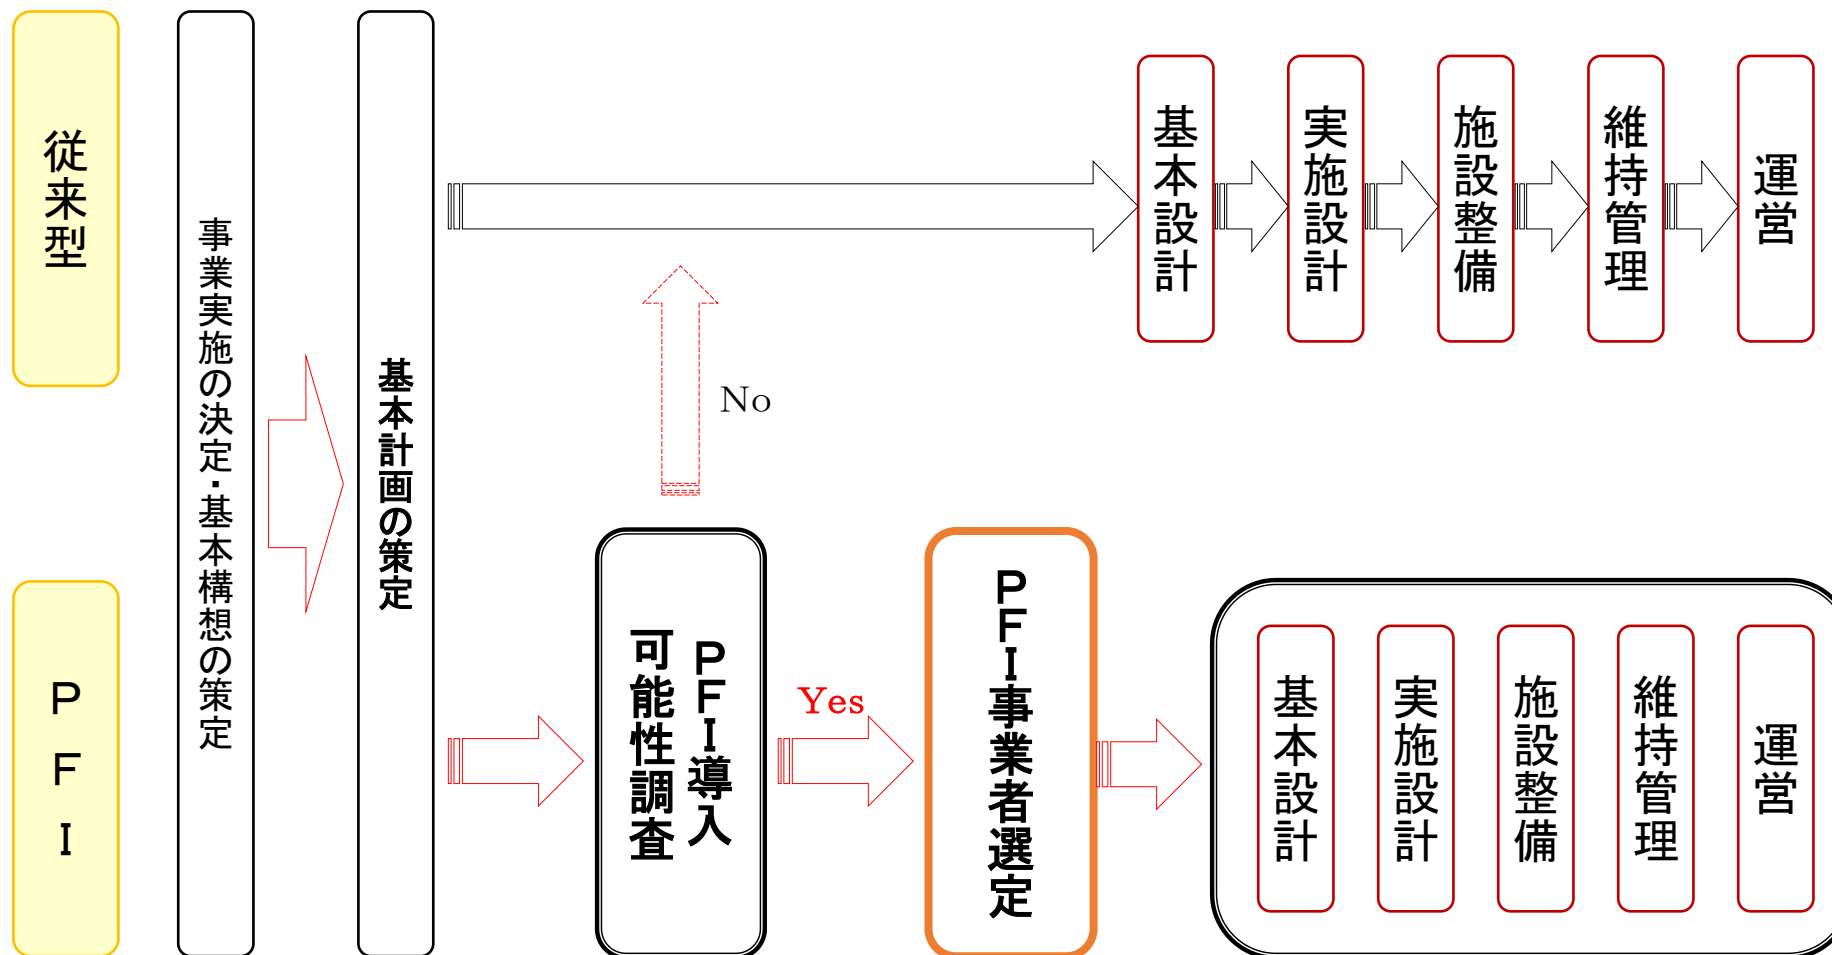 従来型
事業実施の決定・基本構想の策定
基本計画の策定
基本設計
実施設計
施設整備
維持管理
運営
No
ＰＦＩ
ＰＦＩ導入
可能性調査
Yes
ＰＦＩ事業者選定
基本設計
実施設計
施設整備
維持管理
運営